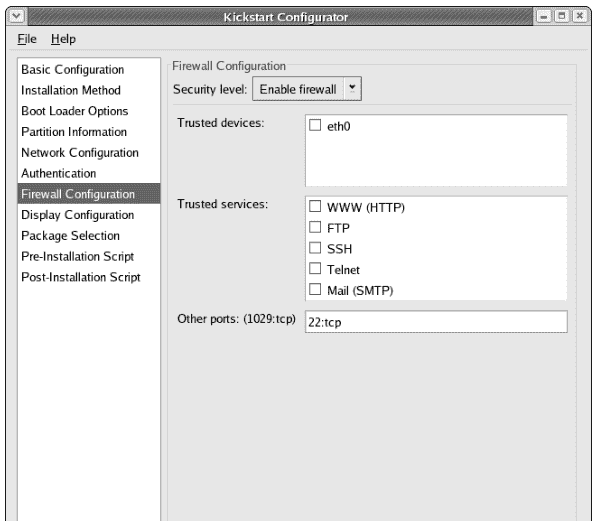 Kickstart Configurator
File Help
Basic Configuration
Installation Method
Boot Loader Options
Partition Information
Network Configuration
Authentication
Firewall Configuration
Display Configuration
Package Selection
Pre-Installation Script
Post-Installation Script
Firewall Configuration
Security level: Enable firewall
Trusted devices:
eth0
Trusted services:
WWW (HTTP)
FTP
SSH
Telnet
Mail (SMTP)
Other ports: (1029:tcp) 22:tcp